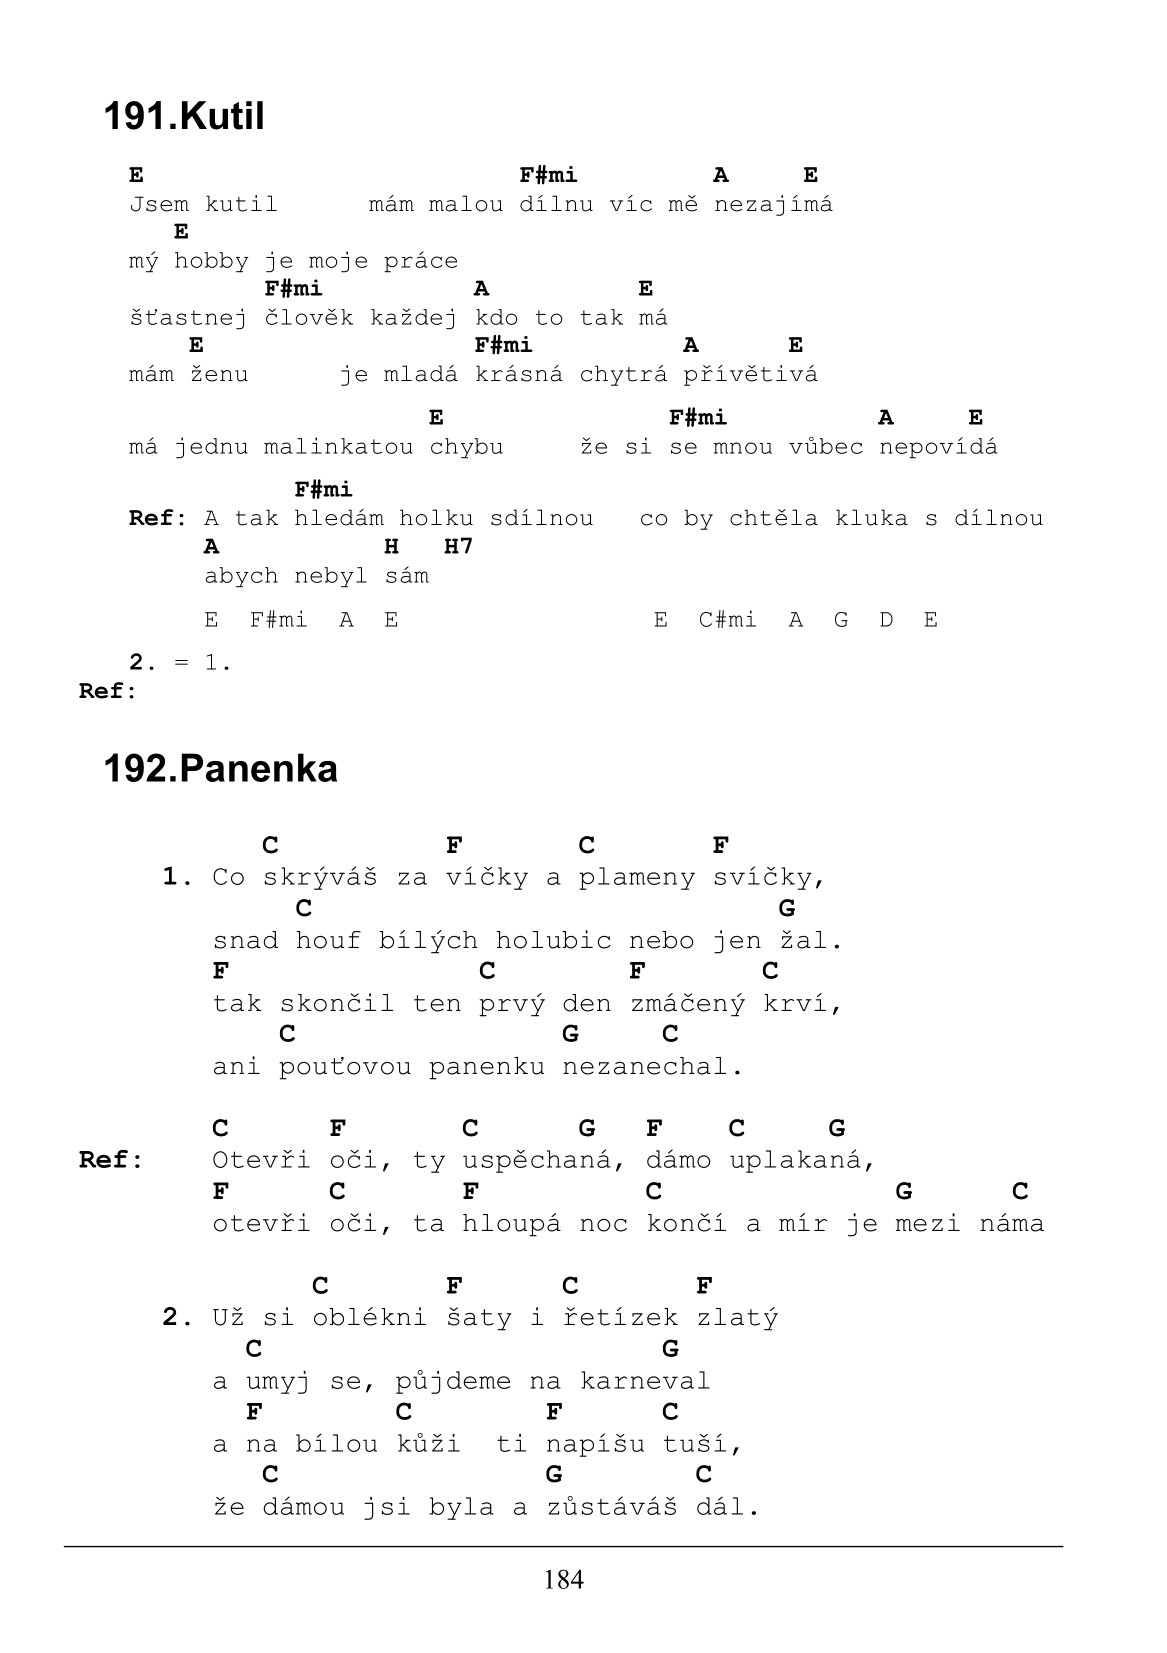 191.Kutil
E F#mi A E
Jsem kutil mám malou dílnu víc mě nezajímá
E
mý hobby je moje práce
F#mi A E
šťastnej člověk každej kdo to tak má
E F#mi A E
mám ženu je mladá krásná chytrá přívětivá
E F#mi A E
má jednu malinkatou chybu že si se mnou vůbec nepovídá
F#mi
Ref: A tak hledám holku sdílnou co by chtěla kluka s dílnou
A H H7
abych nebyl sám
E F#mi A E E C#mi A G D E
2. = 1.
Ref:
192.Panenka
C F C F
1. Co skrýváš za víčky a plameny svíčky,
C G
snad houf bílých holubic nebo jen žal.
F C F C
tak skončil ten prvý den zmáčený krví,
C G C
ani pouťovou panenku nezanechal.
C F C G F C G
Ref: Otevři oči, ty uspěchaná, dámo uplakaná,
F C F C G C
otevři oči, ta hloupá noc končí a mír je mezi náma
C F C F
2. Už si oblékni šaty i řetízek zlatý
C G
a umyj se, půjdeme na karneval
F C F C
a na bílou kůži ti napíšu tuší,
C G C
že dámou jsi byla a zůstáváš dál.
184